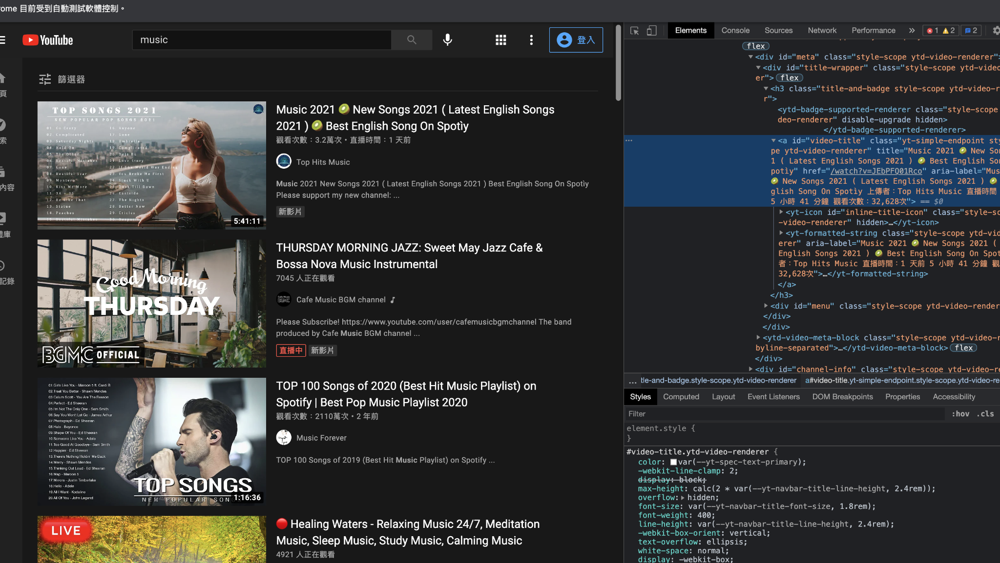 rome 目前受到自動測試軟體控制。
YouTube
music
登入
頁
索
內容
體庫
記錄
篩選器
TOP SONGS 2021
NEW POPULAR POP SONGS 2021
01. Go Crazy
02. Complicated
03. Saturday Nights
04. Hold On
05. The Other
06. Beatiful Mistakes
07. Gone
08. Beatiful Scar
09. Montero
10. Kiss Me More
11. 34 + 35
12. Be Like That
13. Statue
14. Peaches
15. Beatiful Mistakes
16. Anyone
17. Gone
18. Umbrella
19. Complicated
20. Deja Bu
21. Love Story
22. If The World Was Ending
23. You Broke Me First
24. Stuck With U
25. Dusk Till Dawn
26. Eastside
27. The Nights
28. Better Now
29. Cricles
30. Despacito
5:41:11
Music 2021 🥝 New Songs 2021 ( Latest English Songs
2021 ) 🥝 Best English Song On Spotìy
觀看次數：3.2萬次・直播時間：1 天前
Top Hits Music
Music 2021 New Songs 2021 ( Latest English Songs 2021 ) Best English Song On Spotìy
Please support my new channel: ...
新影片
Good Morning
THURSDAY
BGMC OFFICIAL
THURSDAY MORNING JAZZ: Sweet May Jazz Cafe &
Bossa Nova Music Instrumental
7045 人正在觀看
Cafe Music BGM channel ♪
Please Subscribe! https://www.youtube.com/user/cafemusicbgmchannel The band
produced by Cafe Music BGM channel ...
直播中 新影片
01.Girls Like You - Maroon 5 ft. Cardi B
02.Treat You Better - Shawn Mendes
03.Calum Scott - You Are The Reason
04.Perfect - Ed Sheeran
05.I'm Not The Only One - Sam Smith
06.Say You Won't Let Go - James Arthur
07.Photograph - Ed Sheeran
08.Halo - Beyonce
09.Shape Of You - Ed Sheeran
10.Someone Like You - Adele
11.Too Good At Goodbye - Sam Smith
12.Happier - Ed Sheeran
13.There's Nothing Holdin' Me Back
14.Mercy - Shawn Mendes
15.Thinking Out Loud - Ed Sheeran
16.Map - Maroon 5
17.Mirrors - Justin Timberlake
18.Hello - Adele
19.All I Want - Kodaline
20.All Of You - John Legend
TOP SONGS
NEW POPULAR SON
1:16:36
TOP 100 Songs of 2020 (Best Hit Music Playlist) on
Spotify | Best Pop Music Playlist 2020
觀看次數：2110萬次・2 年前
Music Forever
TOP 100 Songs of 2019 (Best Hit Music Playlist) on Spotify ...
LIVE
🔴 Healing Waters - Relaxing Music 24/7, Meditation
Music, Sleep Music, Study Music, Calming Music
4921 人正在觀看
Elements Console Sources Network Performance » 1 2 2
flex
<div id="meta" class="style-scope ytd-video-renderer">
<div id="title-wrapper" class="style-scope ytd-video
er"> flex
<h3 class="title-and-badge style-scope ytd-video-r
r">
<ytd-badge-supported-renderer class="style-scope
deo-renderer" disable-upgrade hidden>
</ytd-badge-supported-renderer>
… <a id="video-title" class="yt-simple-endpoint sty
pe ytd-video-renderer" title="Music 2021 🥝 New Son
1 ( Latest English Songs 2021 ) 🥝 Best English Son
potìy" href="/watch?v=JEbPFQ01Rco" aria-label="Mus
🥝 New Songs 2021 ( Latest English Songs 2021 ) 🥝
glish Song On Spotìy 上傳者：Top Hits Music 直播時間
5 小時 41 分鐘 觀看次數：32,628次"> == $0
<yt-icon id="inline-title-icon" class="style-sc
-video-renderer" hidden>…</yt-icon>
<yt-formatted-string class="style-scope ytd-vid
erer" aria-label="Music 2021 🥝 New Songs 2021 (
English Songs 2021 ) 🥝 Best English Song On Spot
者：Top Hits Music 直播時間：1 天前 5 小時 41 分鐘 觀
32,628次">…</yt-formatted-string>
</a>
</h3>
<div id="menu" class="style-scope ytd-video-render
</div>
</div>
<ytd-video-meta-block class="style-scope ytd-video-r
byline-separated">…</ytd-video-meta-block> flex
</div>
<div id="channel-info" class="style-scope ytd-video-re
... tle-and-badge.style-scope.ytd-video-renderer a#video-title.yt-simple-endpoint.style-scope.ytd-video-re
Styles Computed Layout Event Listeners DOM Breakpoints Properties Accessibility
Filter :hov .cls
element.style {
}
#video-title.ytd-video-renderer {
color: var(--yt-spec-text-primary);
-webkit-line-clamp: 2;
display: block;
max-height: calc(2 * var(--yt-navbar-title-line-height, 2.4rem));
overflow: hidden;
font-size: var(--yt-navbar-title-font-size, 1.8rem);
font-weight: 400;
line-height: var(--yt-navbar-title-line-height, 2.4rem);
-webkit-box-orient: vertical;
text-overflow: ellipsis;
white-space: normal;
display: -webkit-box;